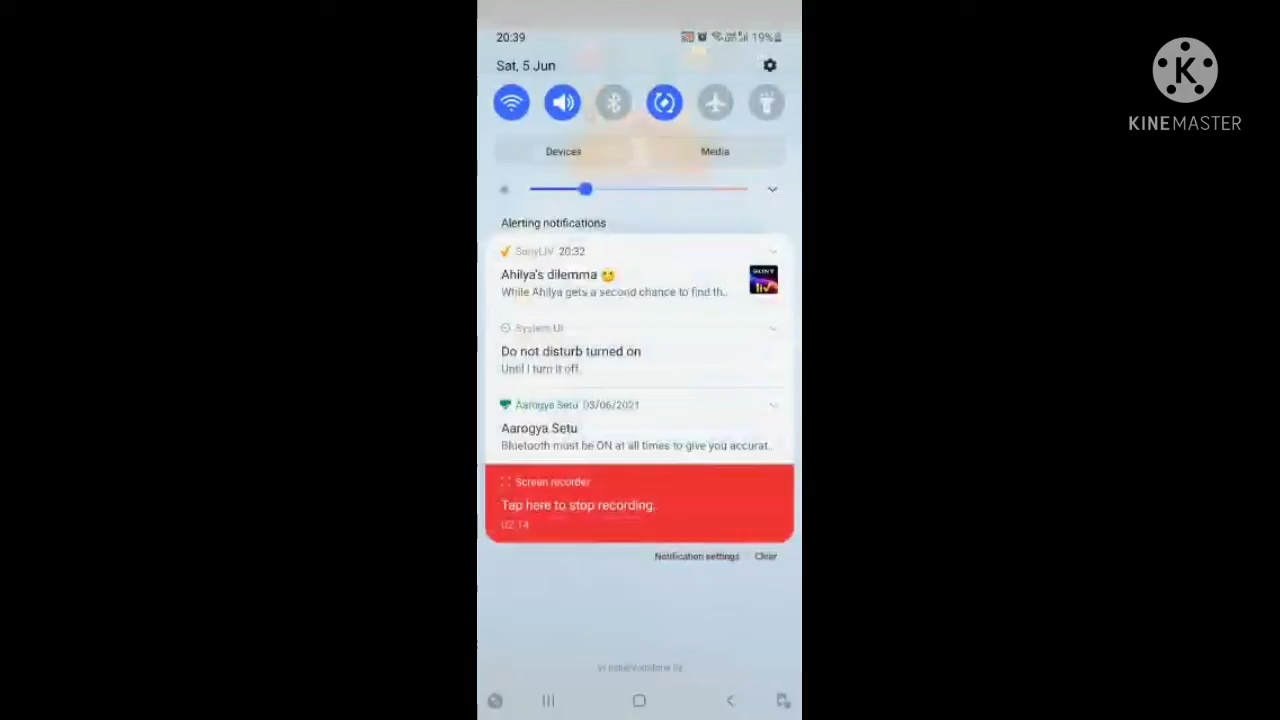 20:39
19%
Sat, 5 Jun
Devices
Media
Alerting notifications
SonyLIV 20:32
Ahilya's dilemma 🤔
While Ahilya gets a second chance to find th..
SONY
liv
System UI
Do not disturb turned on
Until I turn it off.
Aarogya Setu 03/06/2021
Aarogya Setu
Bluetooth must be ON at all times to give you accurat..
Screen recorder
Tap here to stop recording.
02:14
Notification settings
Clear
K
KINEMASTER